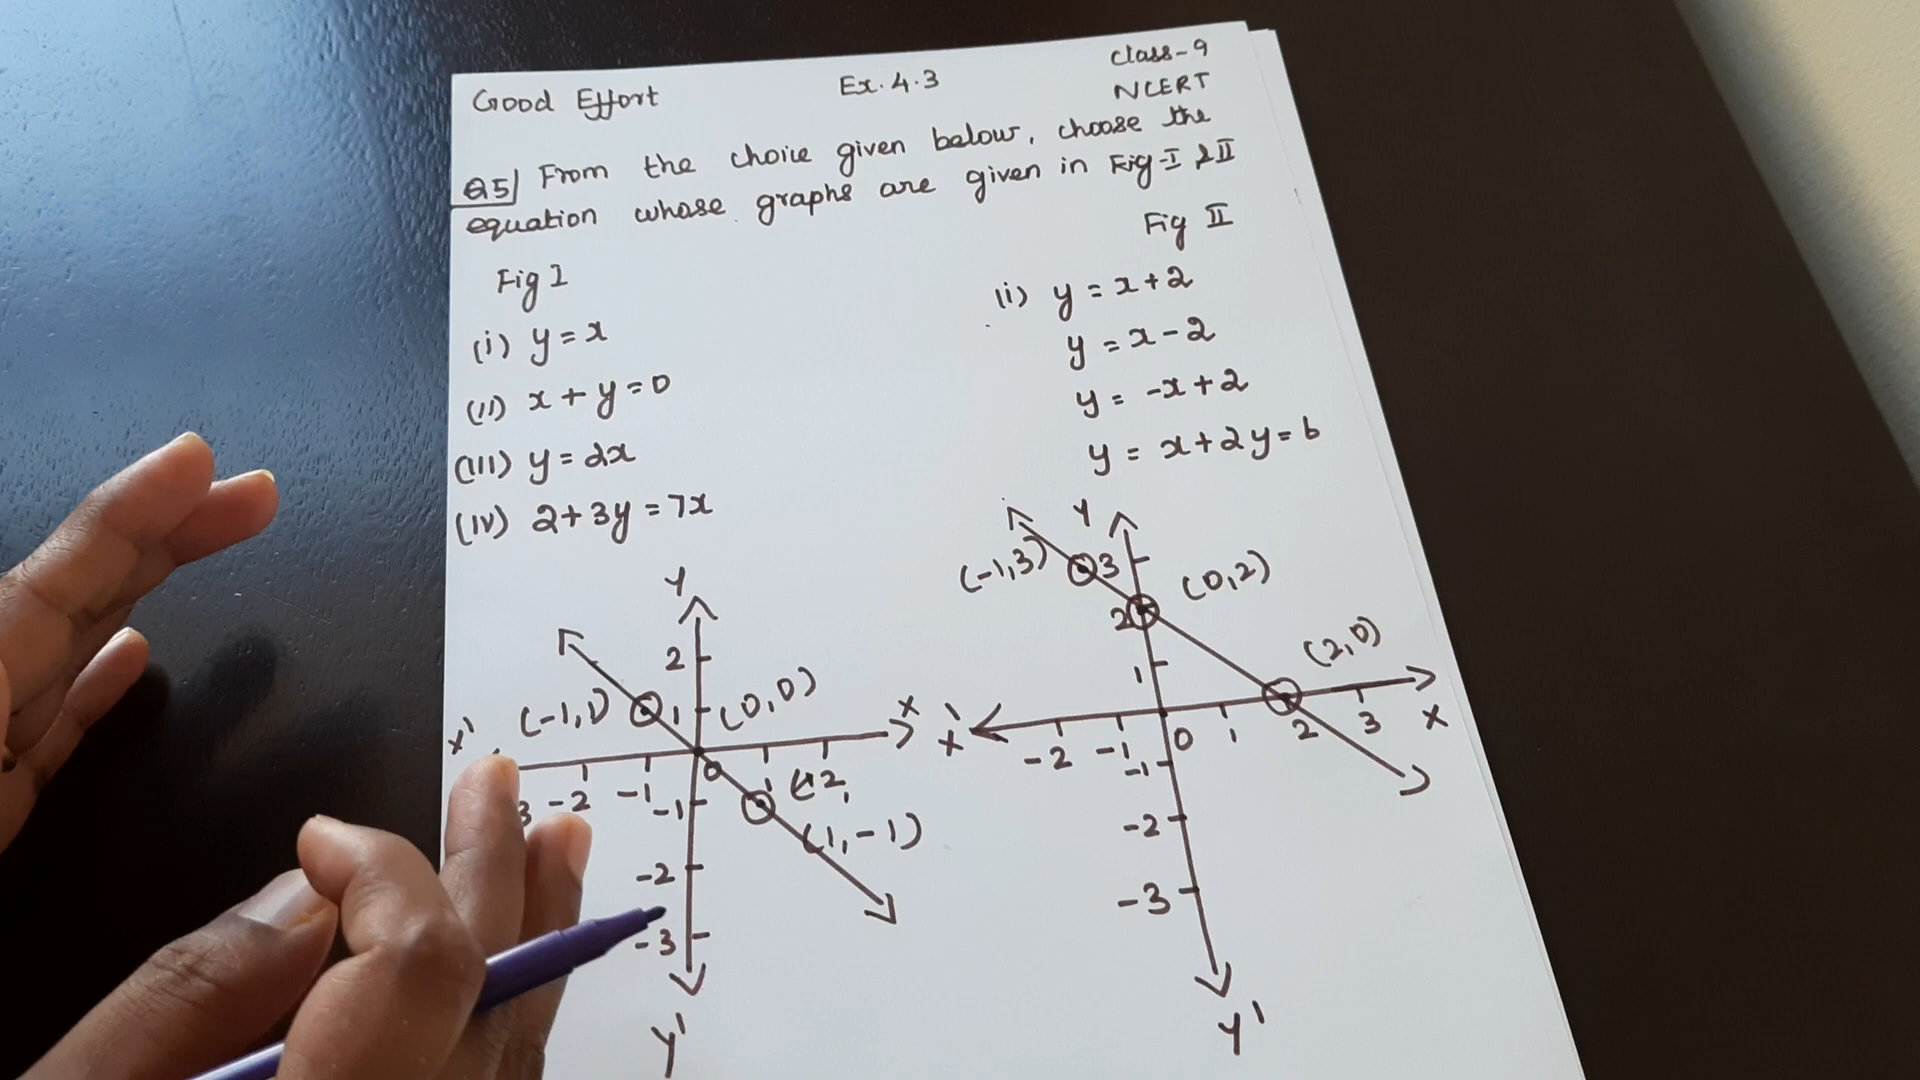 Good Effort Ex. 4.3 Class-9
NCERT
Q5) From the choice given below, choose the
equation whose graphs are given in Fig-I & II
Fig I
(i) y = x
(II) x + y = 0
(III) y = 2x
(IV) 2 + 3y = 7x
Fig II
(i) y = x + 2
y = x - 2
y = -x + 2
y = x + 2y = 6
Y
2
(-1,1) 1 (0,0)
X' X
3 -2 -1 0 1 2
-1
(1,-1)
-2
-3
Y'
Y
(-1,3) 3
2 (0,2)
1 (2,0)
X' -2 -1 0 1 2 3 X
-1
-2
-3
Y'